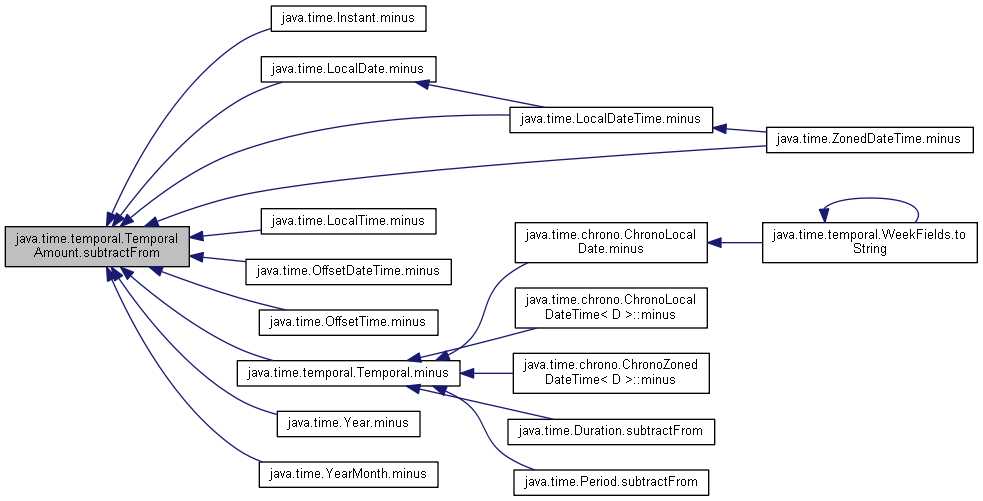 java.time.Instant.minus
java.time.LocalDate.minus
java.time.LocalDateTime.minus
java.time.ZonedDateTime.minus
java.time.LocalTime.minus
java.time.temporal.Temporal
Amount.subtractFrom
java.time.chrono.ChronoLocal
Date.minus
java.time.temporal.WeekFields.to
String
java.time.OffsetDateTime.minus
java.time.chrono.ChronoLocal
DateTime< D >::minus
java.time.OffsetTime.minus
java.time.temporal.Temporal.minus
java.time.chrono.ChronoZoned
DateTime< D >::minus
java.time.Year.minus
java.time.Duration.subtractFrom
java.time.YearMonth.minus
java.time.Period.subtractFrom